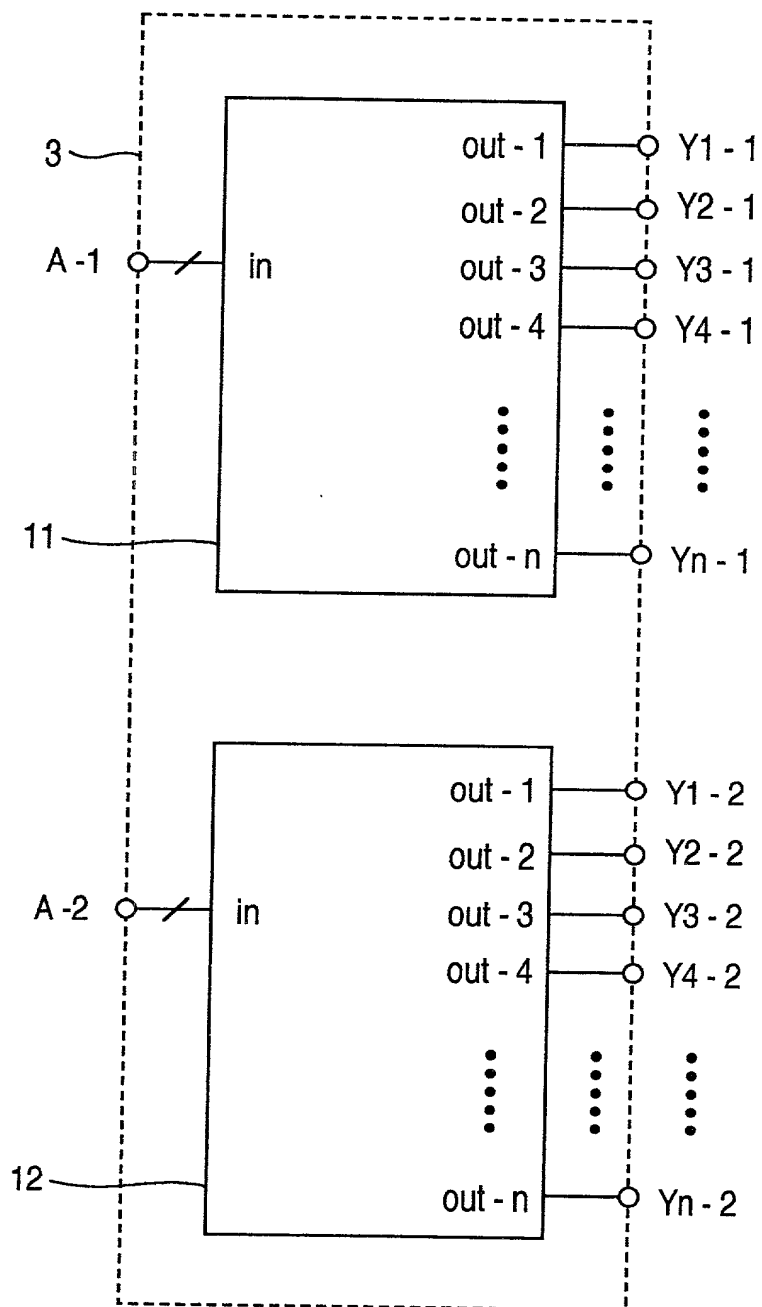 out - 1 Y1 - 1
3
out - 2 Y2 - 1
A -1 in out - 3 Y3 - 1
out - 4 Y4 - 1
11
out - n Yn - 1
out - 1 Y1 - 2
out - 2 Y2 - 2
A -2 in out - 3 Y3 - 2
out - 4 Y4 - 2
12
out - n Yn - 2